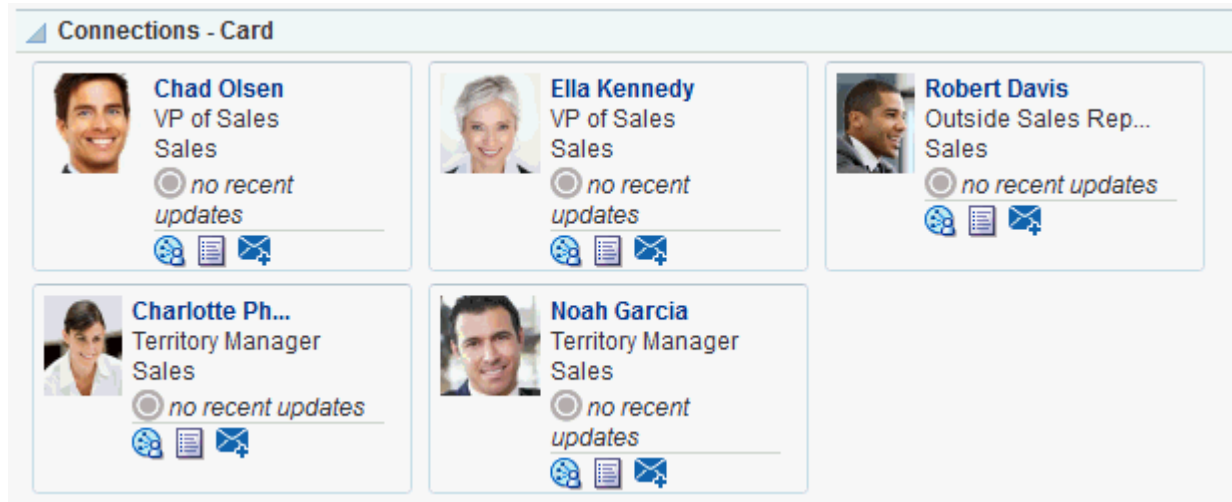 Connections - Card
Chad Olsen
VP of Sales
Sales
no recent
updates
Ella Kennedy
VP of Sales
Sales
no recent
updates
Robert Davis
Outside Sales Rep...
Sales
no recent updates
Charlotte Ph...
Territory Manager
Sales
no recent updates
Noah Garcia
Territory Manager
Sales
no recent
updates